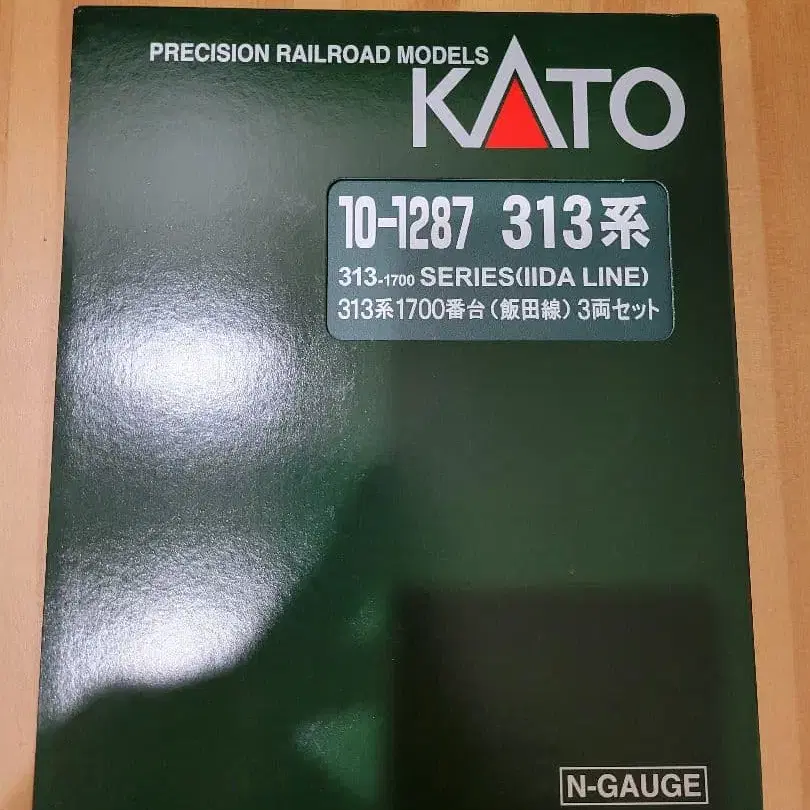 PRECISION RAILROAD MODELS
KATO
10-1287 313系
313-1700 SERIES(IIDA LINE)
313系1700番台(飯田線)3両セット
N-GAUGE